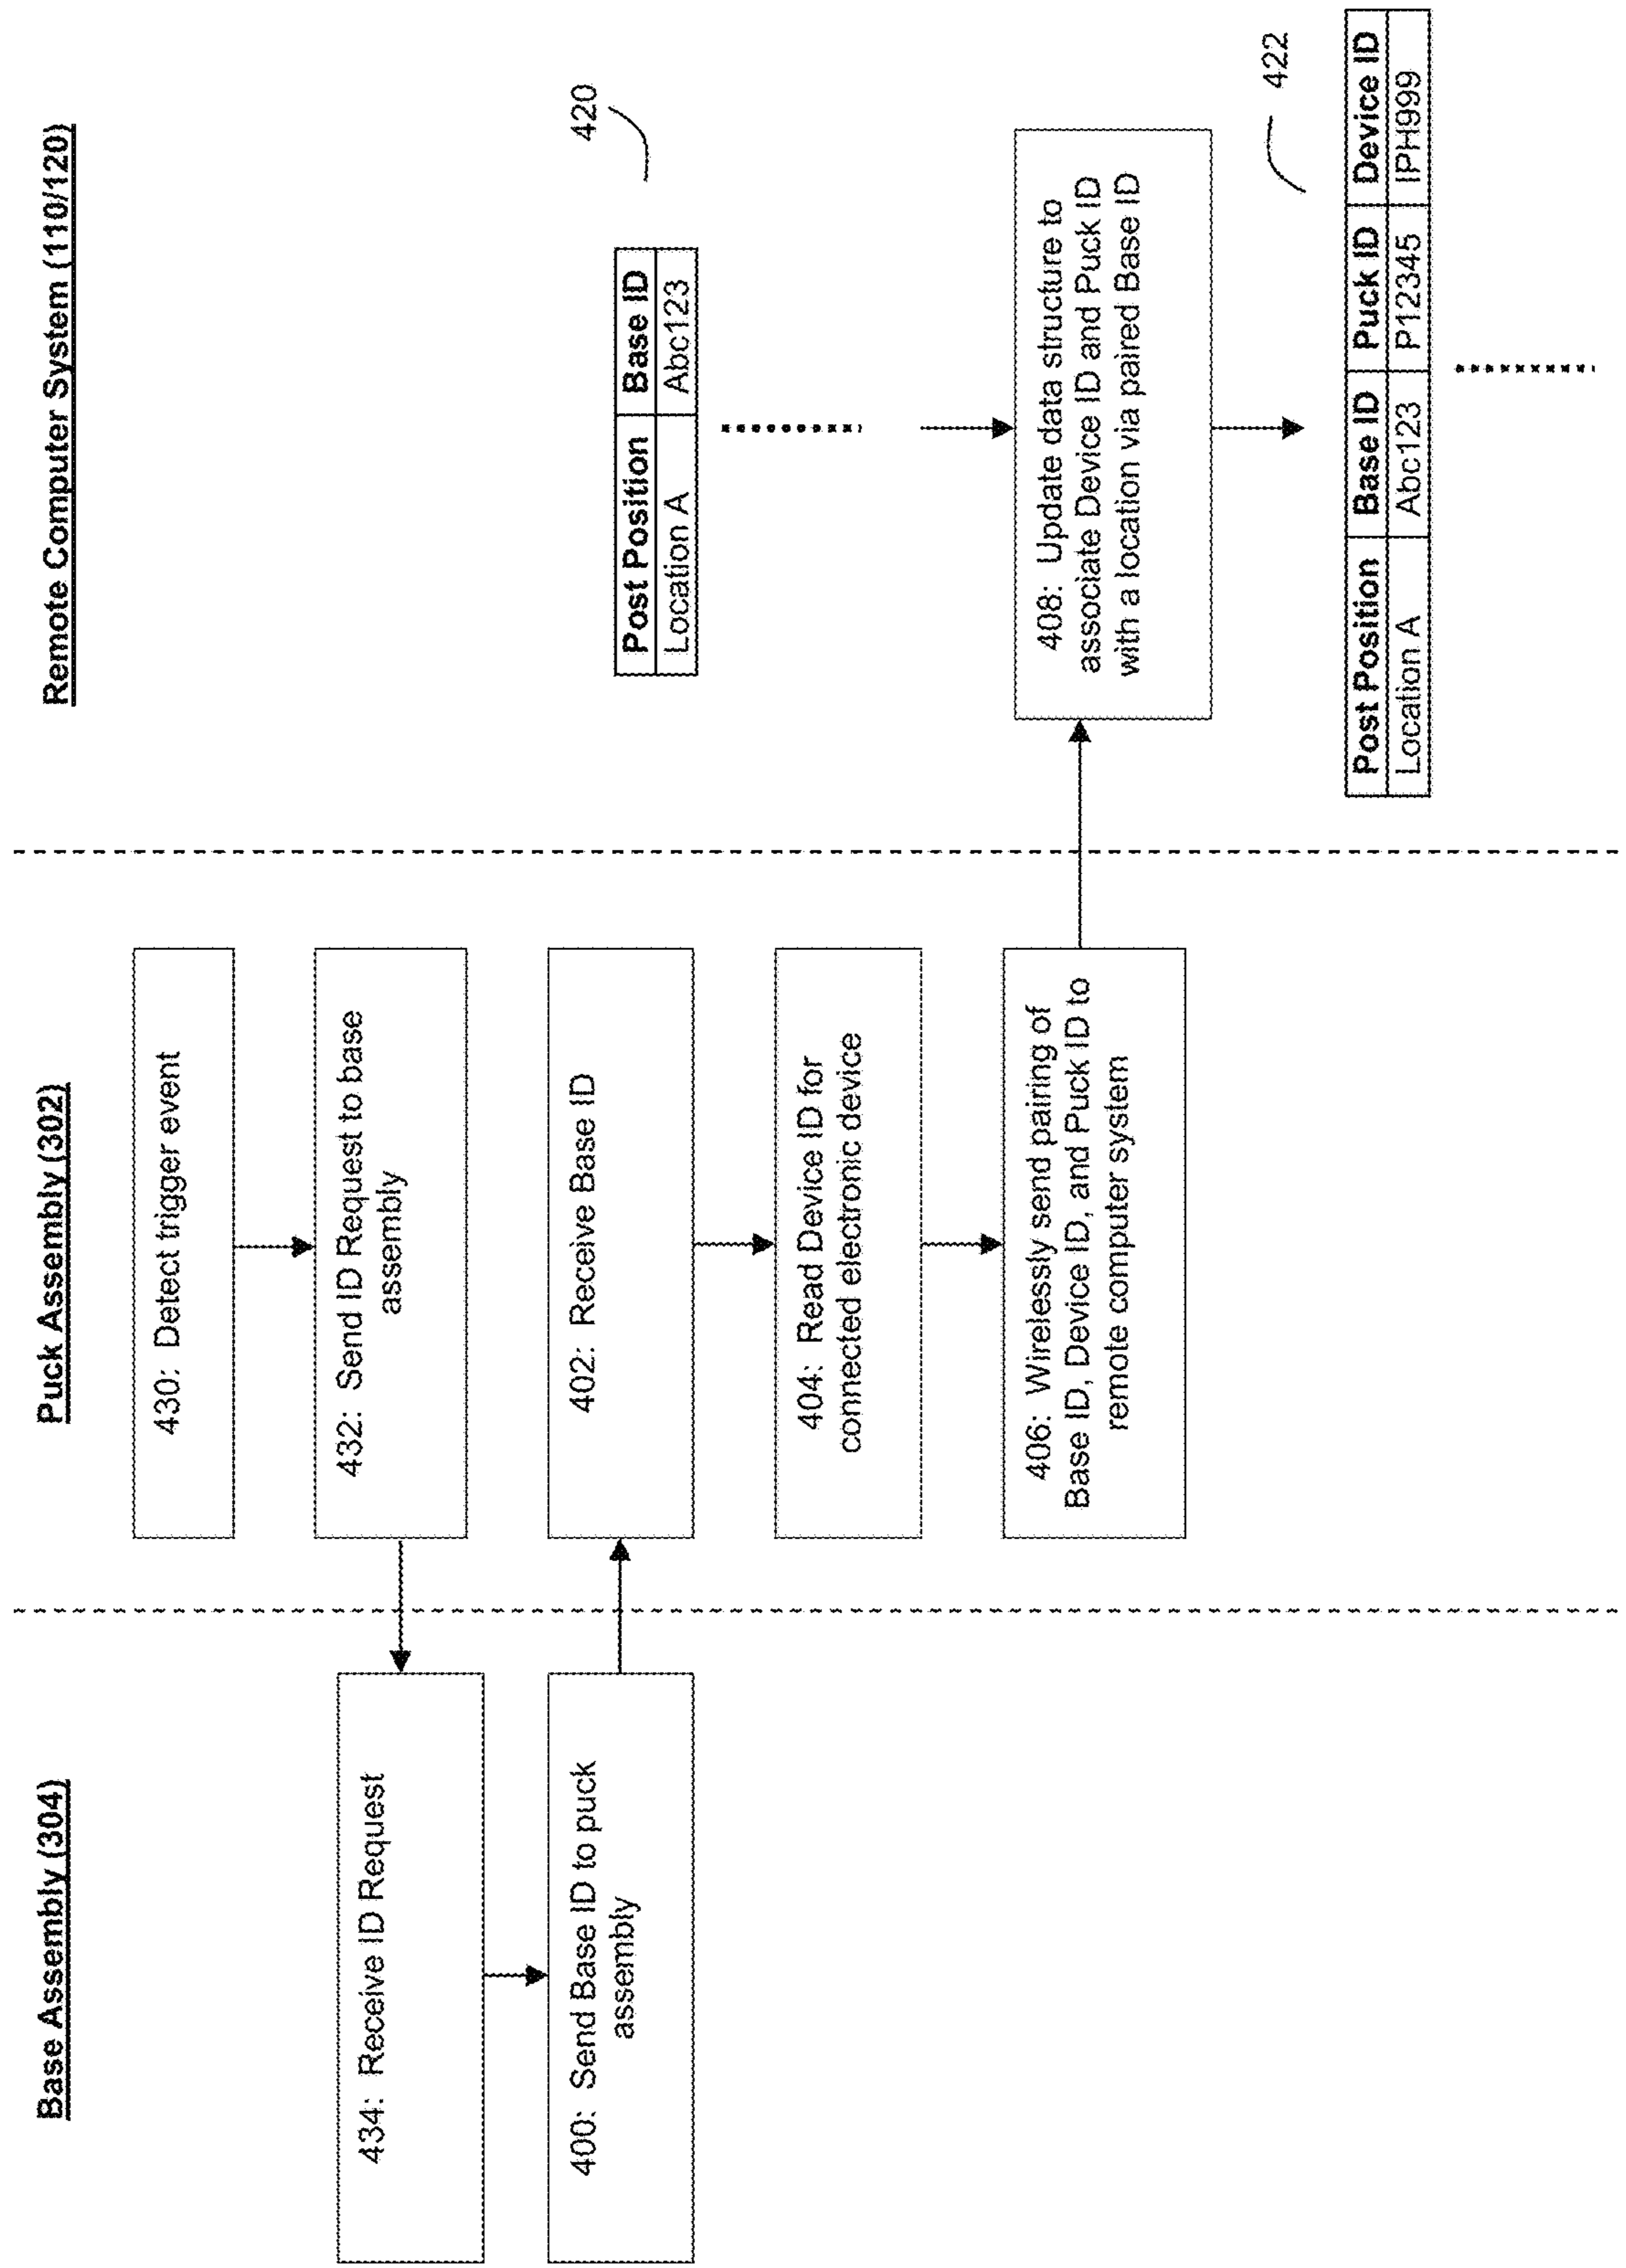 Base Assembly (304)
434: Receive ID Request
400: Send Base ID to puck
assembly
Puck Assembly (302)
430: Detect trigger event
432: Send ID Request to base
assembly
402: Receive Base ID
404: Read Device ID for
connected electronic device
406: Wirelessly send pairing of
Base ID, Device ID, and Puck ID to
remote computer system
Remote Computer System (110/120)
420
Post Position Base ID
Location A Abc123
408: Update data structure to
associate Device ID and Puck ID
with a location via paired Base ID
422
Post Position Base ID Puck ID Device ID
Location A Abc123 P12345 IPH999